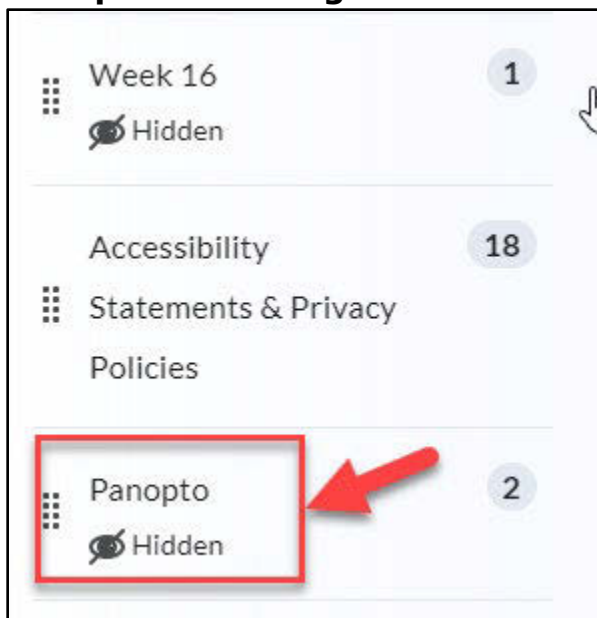 Week 16 1
Hidden
Accessibility 18
Statements & Privacy
Policies
Panopto 2
Hidden